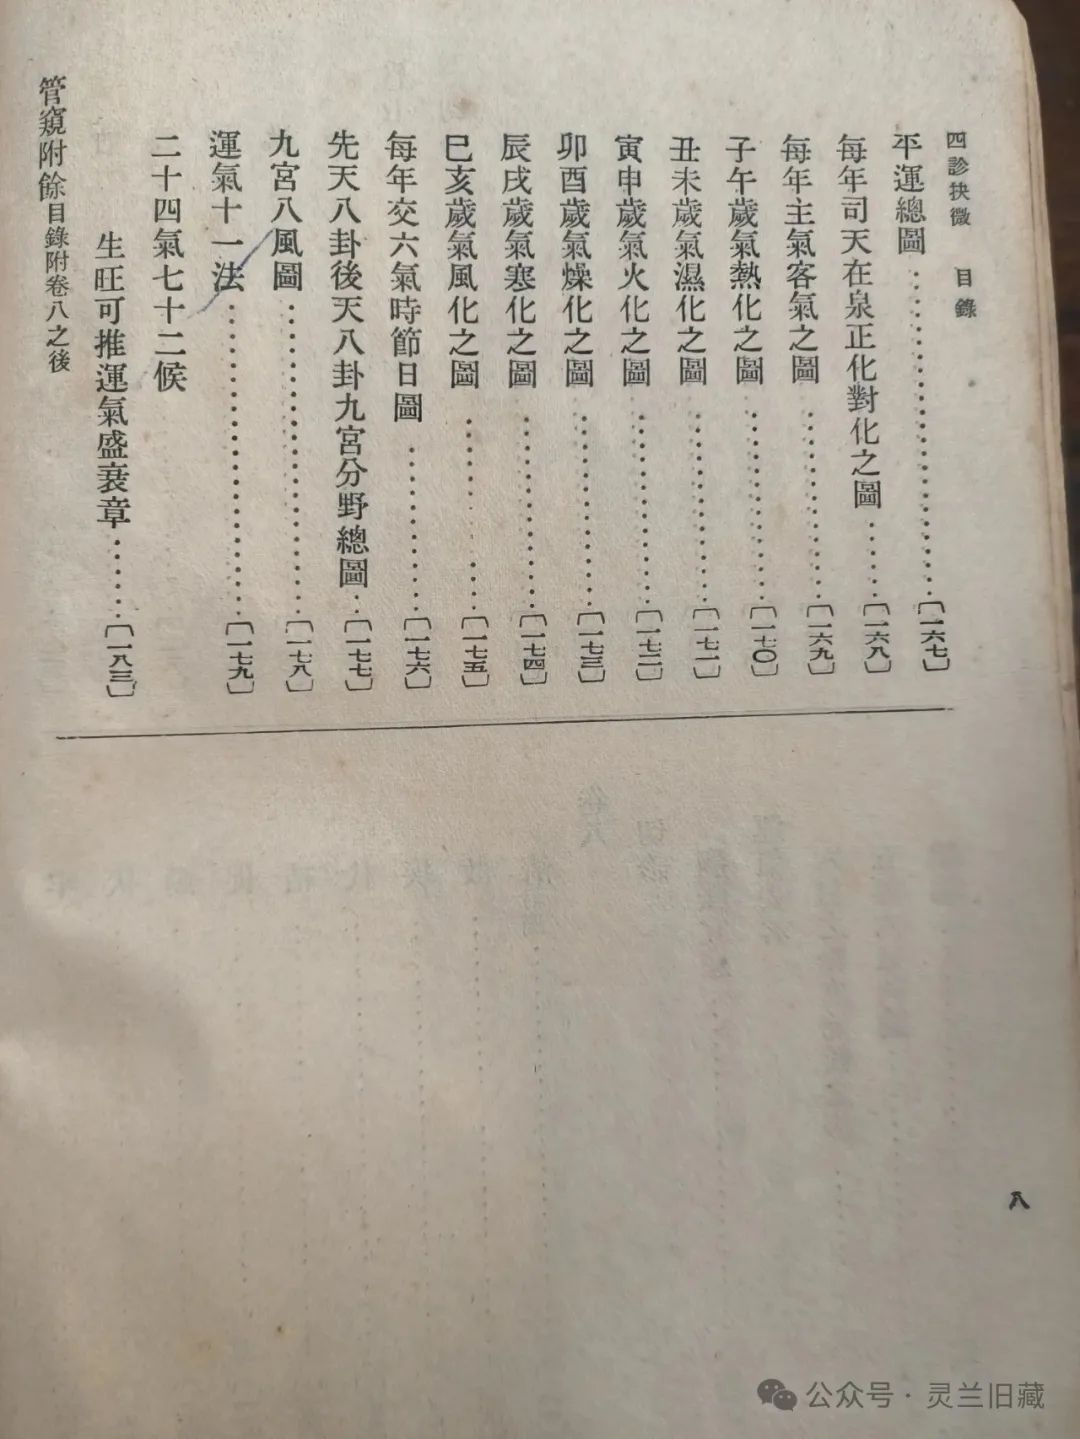 四診抉微 目錄
平運總圖……〔一六七〕
每年司天在泉正化對化之圖……〔一六八〕
每年主氣客氣之圖……〔一六九〕
子午歲氣熱化之圖……〔一七〇〕
丑未歲氣濕化之圖……〔一七一〕
寅申歲氣火化之圖……〔一七二〕
卯酉歲氣燥化之圖……〔一七三〕
辰戌歲氣寒化之圖……〔一七四〕
巳亥歲氣風化之圖……〔一七五〕
每年交六氣時節日圖……〔一七六〕
先天八卦後天八卦九宮分野總圖……〔一七七〕
九宮八風圖……〔一七八〕
運氣十一法……〔一七九〕
二十四氣七十二候
生旺可推運氣盛衰章……〔一八三〕
管窺附餘目錄附卷八之後
八
公众号·灵兰旧藏